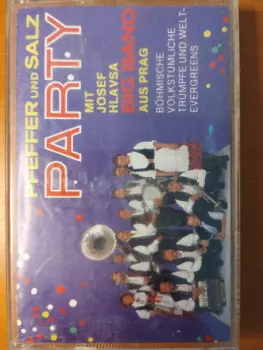 PFEFFER UND SALZ
PARTY
MIT
JOSEF
HLAVSA
BIG BAND
AUS PRAG
BÖHMISCHE
VOLKSTÜMLICHE
TRÜMPFE UND WELT-
EVERGREENS